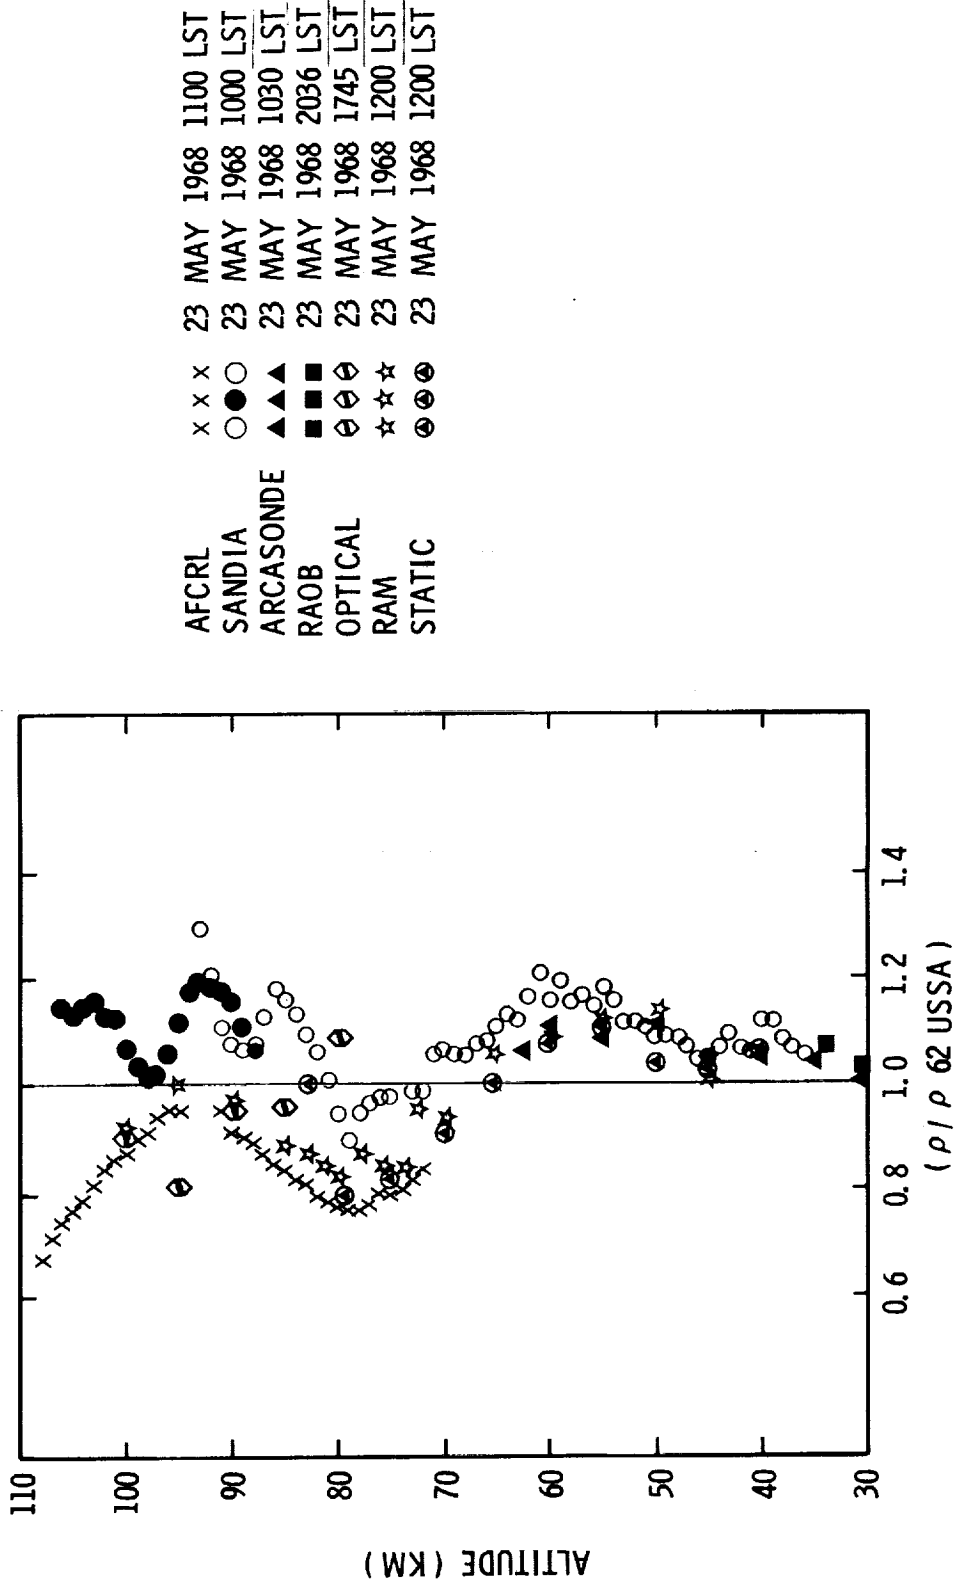 AFCRL x x x 23 MAY 1968 1100 LST
SANDIA ○ ● ○ 23 MAY 1968 1000 LST
ARCASONDE ▲ ▲ ▲ 23 MAY 1968 1030 LST
RAOB ■ ■ ■ 23 MAY 1968 2036 LST
OPTICAL 23 MAY 1968 1745 LST
RAM ☆ ☆ ☆ 23 MAY 1968 1200 LST
STATIC 23 MAY 1968 1200 LST
ALTITUDE (KM)
110
100
90
80
70
60
50
40
30
0.6
0.8
1.0
1.2
1.4
(ρ/ρ 62 USSA)